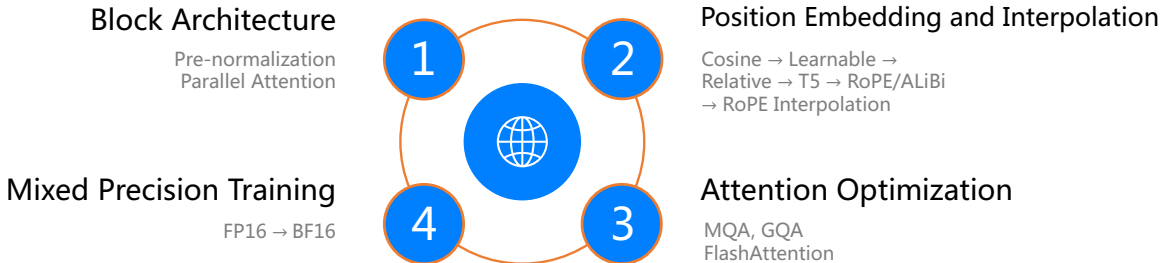 Block Architecture
Pre-normalization
Parallel Attention
1
2
Position Embedding and Interpolation
Cosine → Learnable →
Relative → T5 → RoPE/ALiBi
→ RoPE Interpolation
Mixed Precision Training
FP16 → BF16
4
3
Attention Optimization
MQA, GQA
FlashAttention